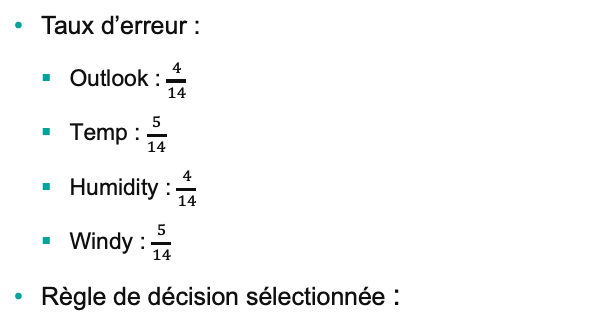 • Taux d’erreur :
▪ Outlook : 4/14
▪ Temp : 5/14
▪ Humidity : 4/14
▪ Windy : 5/14
• Règle de décision sélectionnée :